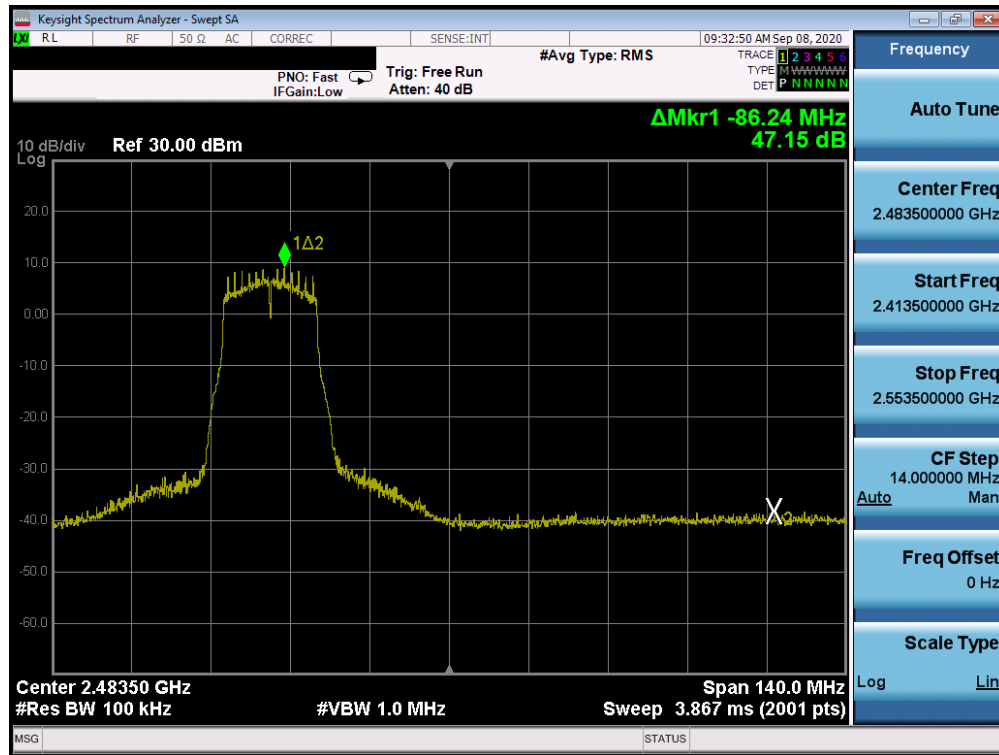 Keysight Spectrum Analyzer - Swept SA
LXI RL RF 50 Ω AC CORREC SENSE:INT 09:32:50 AM Sep 08, 2020
#Avg Type: RMS
TRACE 1 2 3 4 5 6
PNO: Fast Trig: Free Run
TYPE M WWWWW
IFGain:Low Atten: 40 dB
DET P N N N N N
ΔMkr1 -86.24 MHz
47.15 dB
10 dB/div Ref 30.00 dBm
Log
20.0
1Δ2
10.0
0.00
-10.0
-20.0
-30.0
-40.0
X2
-50.0
-60.0
Center 2.48350 GHz Span 140.0 MHz
#Res BW 100 kHz #VBW 1.0 MHz Sweep 3.867 ms (2001 pts)
MSG STATUS
Frequency
Auto Tune
Center Freq
2.483500000 GHz
Start Freq
2.413500000 GHz
Stop Freq
2.553500000 GHz
CF Step
14.000000 MHz
Auto Man
Freq Offset
0 Hz
Scale Type
Log Lin